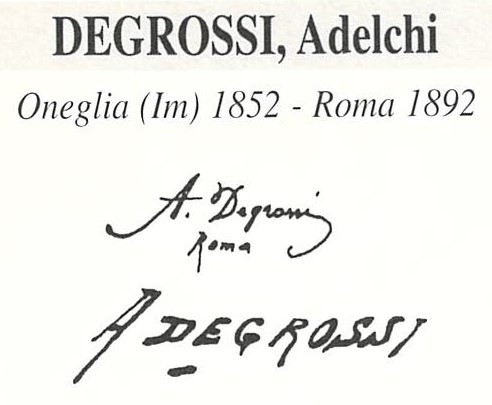 DEGROSSI, Adelchi
Oneglia (Im) 1852 - Roma 1892
A. Degrossi
Roma
A DEGROSSI